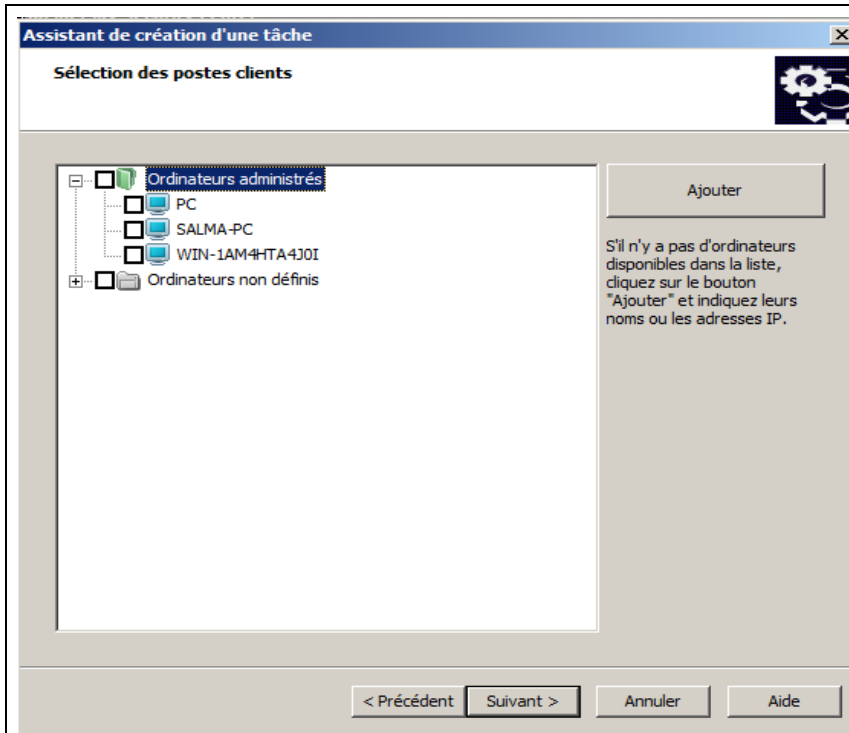 Assistant de création d'une tâche
Sélection des postes clients
Ordinateurs administrés
PC
SALMA-PC
WIN-1AM4HTA4J0I
Ordinateurs non définis
Ajouter
S'il n'y a pas d'ordinateurs
disponibles dans la liste,
cliquez sur le bouton
"Ajouter" et indiquez leurs
noms ou les adresses IP.
< Précédent
Suivant >
Annuler
Aide